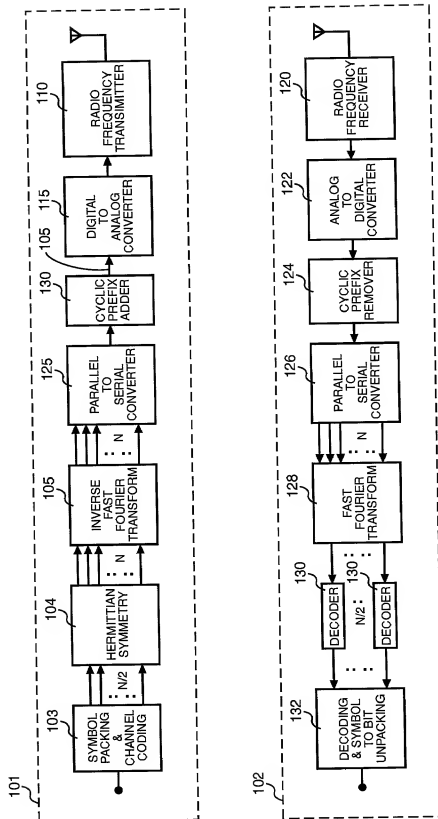 101
103
SYMBOL
PACKING
&
CHANNEL
CODING
N/2
104
HERMITTIAN
SYMMETRY
N
105
INVERSE
FAST
FOURIER
TRANSFORM
N
125
PARALLEL
TO
SERIAL
CONVERTER
130
CYCLIC
PREFIX
ADDER
105
115
DIGITAL
TO
ANALOG
CONVERTER
110
RADIO
FREQUENCY
TRANSIMITTER
102
132
DECODING
& SYMBOL
TO BIT
UNPACKING
130
DECODER
N/2
130
DECODER
128
FAST
FOURIER
TRANSFORM
N
126
PARALLEL
TO
SERIAL
CONVERTER
124
CYCLIC
PREFIX
REMOVER
122
ANALOG
TO
DIGITAL
CONVERTER
120
RADIO
FREQUENCY
RECEIVER